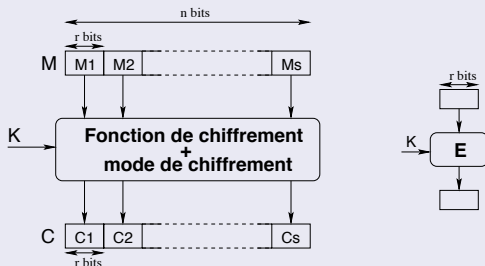 n bits
r bits
M M1 M2 Ms
r bits
K
Fonction de chiffrement
+
mode de chiffrement
K
E
C C1 C2 Cs
r bits